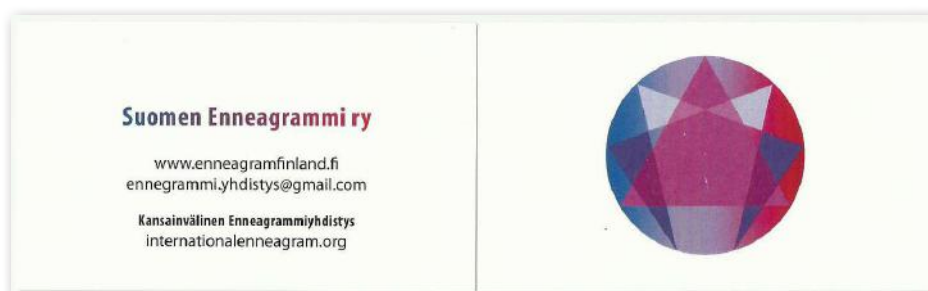 Suomen Enneagrammi ry
www.enneagramfinland.fi
ennegrammi.yhdistys@gmail.com
Kansainvälinen Enneagrammiyhdistys
internationalenneagram.org